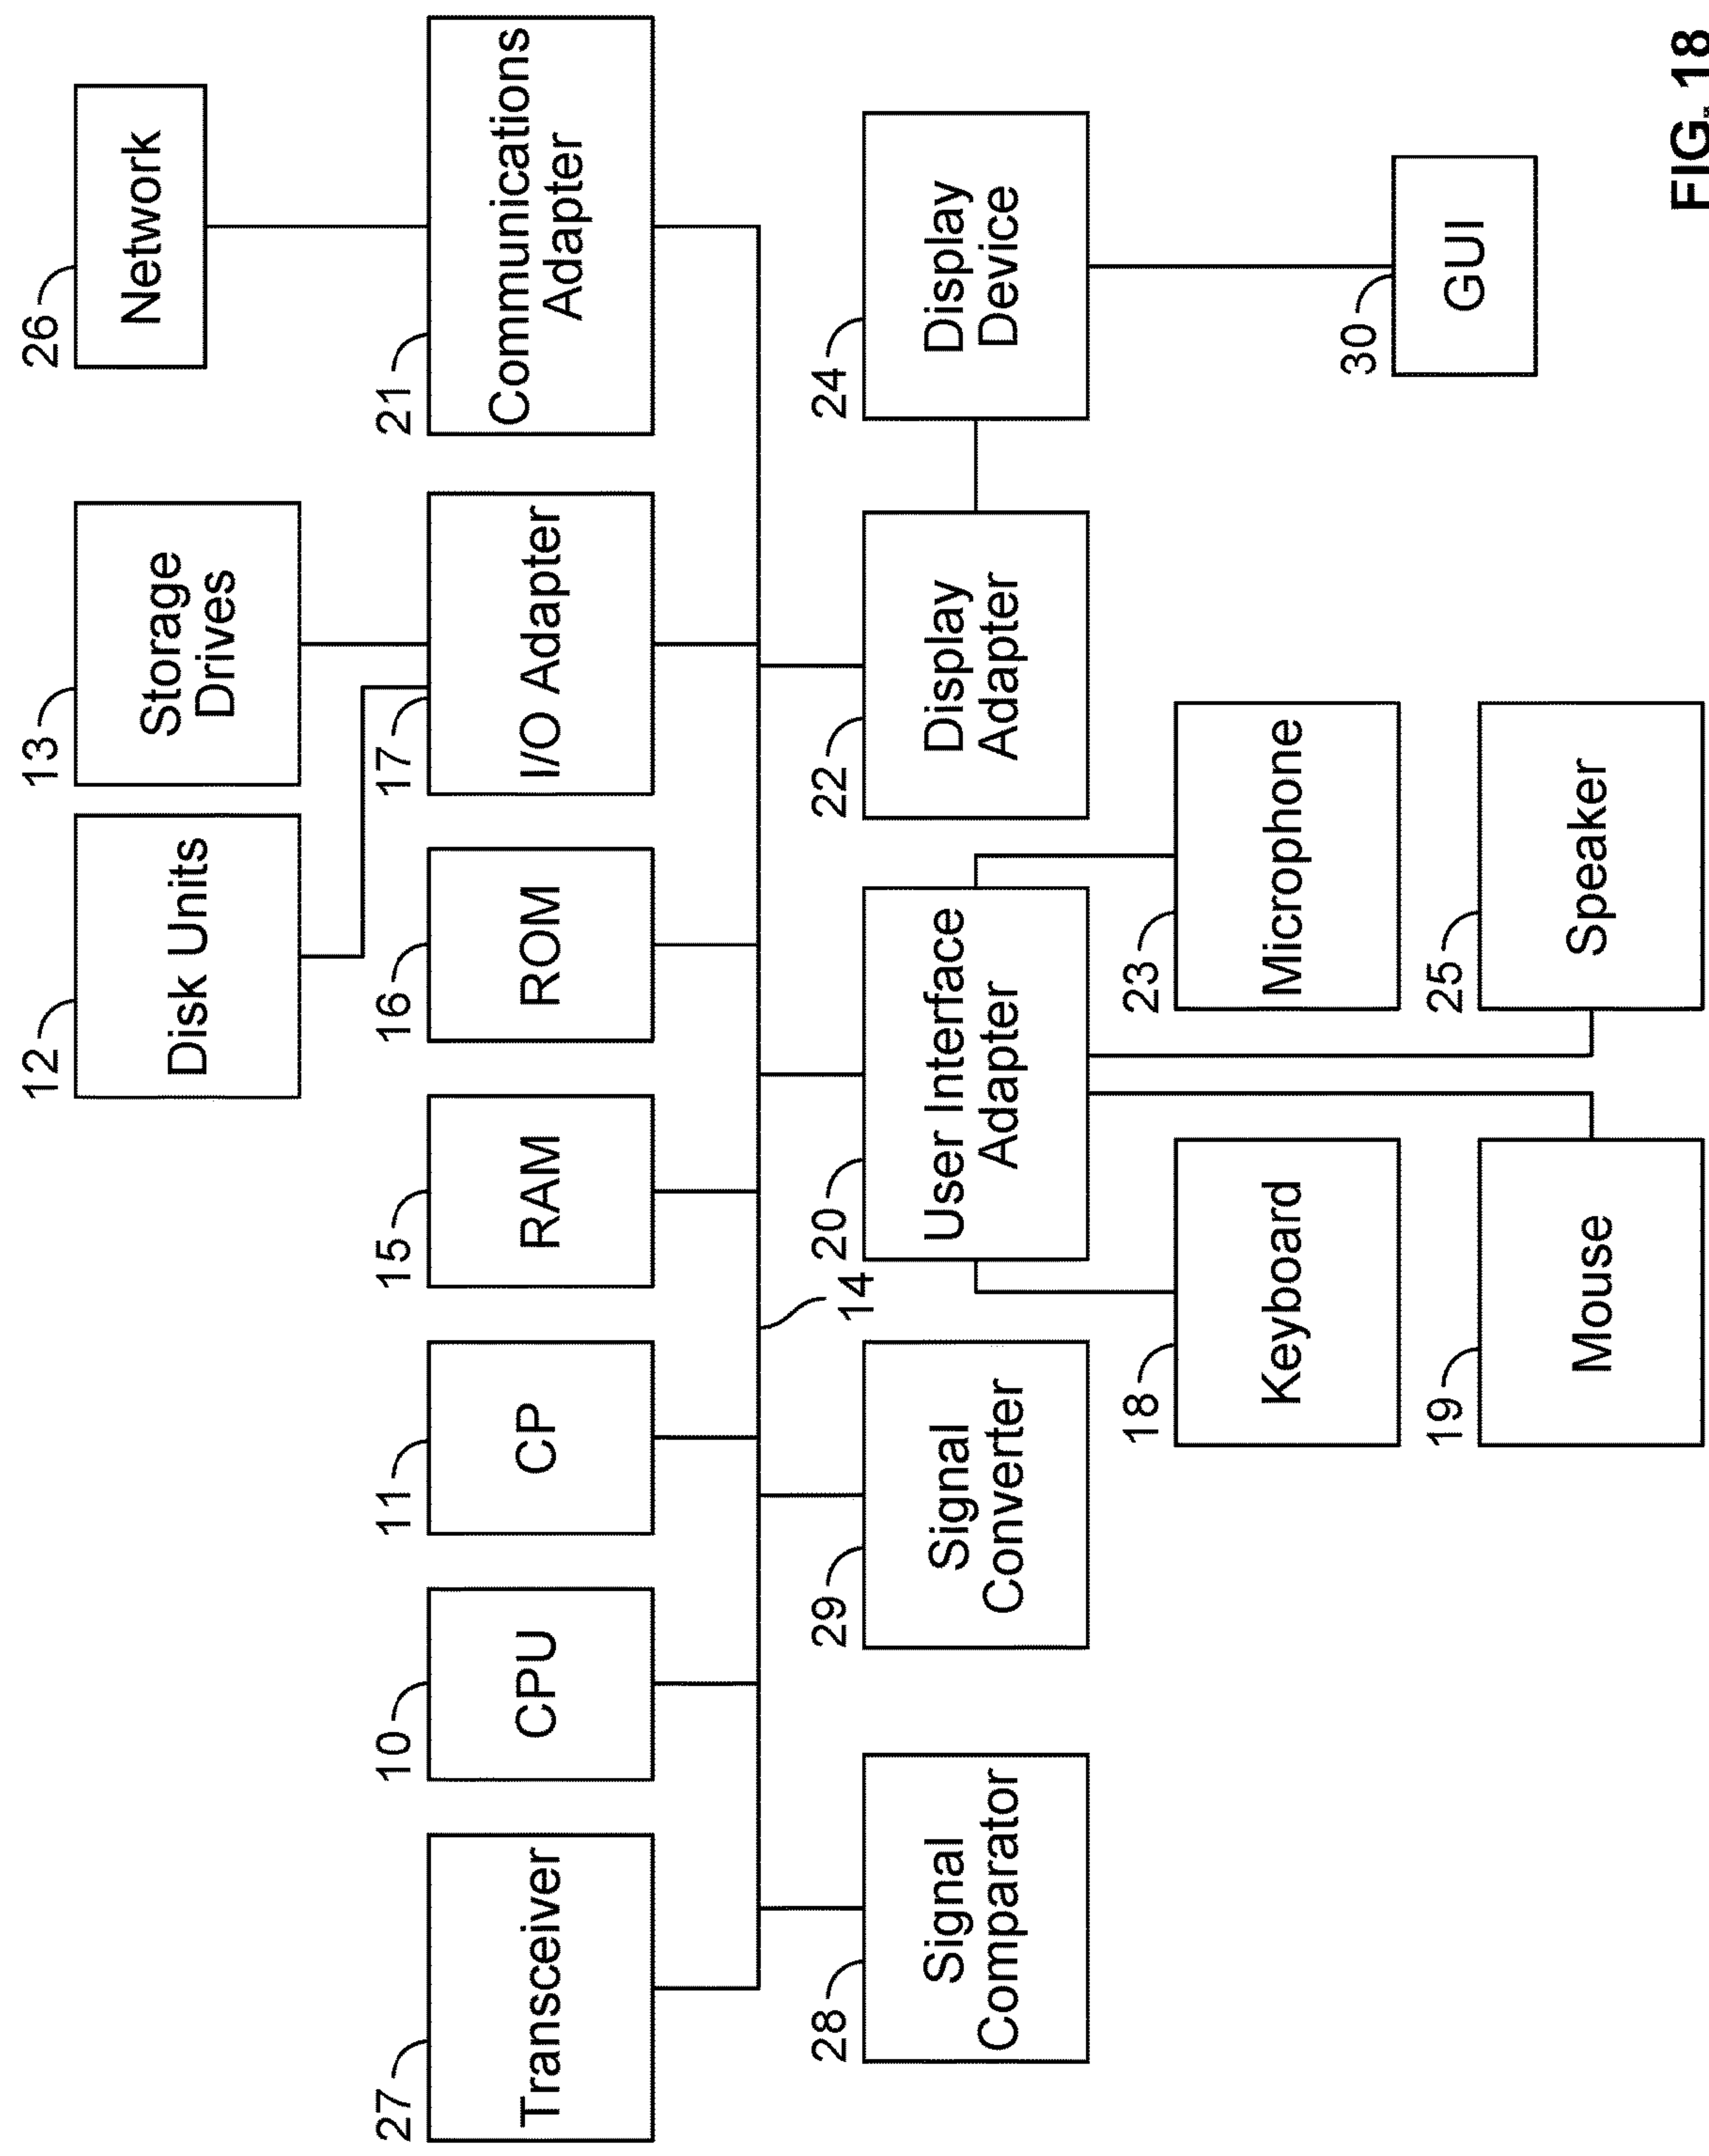 26
Network
13
Storage
Drives
12
Disk Units
27
Transceiver
10
CPU
11
CP
15
RAM
16
ROM
17
I/O Adapter
21
Communications
Adapter
14
28
Signal
Comparator
29
Signal
Converter
20
User Interface
Adapter
22
Display
Adapter
24
Display
Device
18
Keyboard
23
Microphone
30
GUI
19
Mouse
25
Speaker
FIG. 18